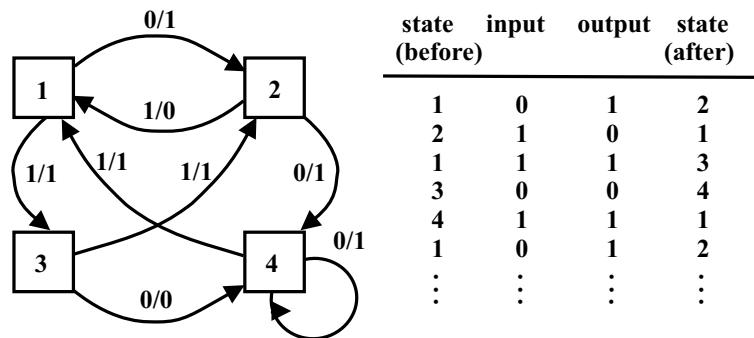 0/1
1
2
1/0
1/1
1/1
1/1
0/1
3
4
0/1
0/0
state input output state
(before) (after)
1 0 1 2
2 1 0 1
1 1 1 3
3 0 0 4
4 1 1 1
1 0 1 2
⋮ ⋮ ⋮ ⋮